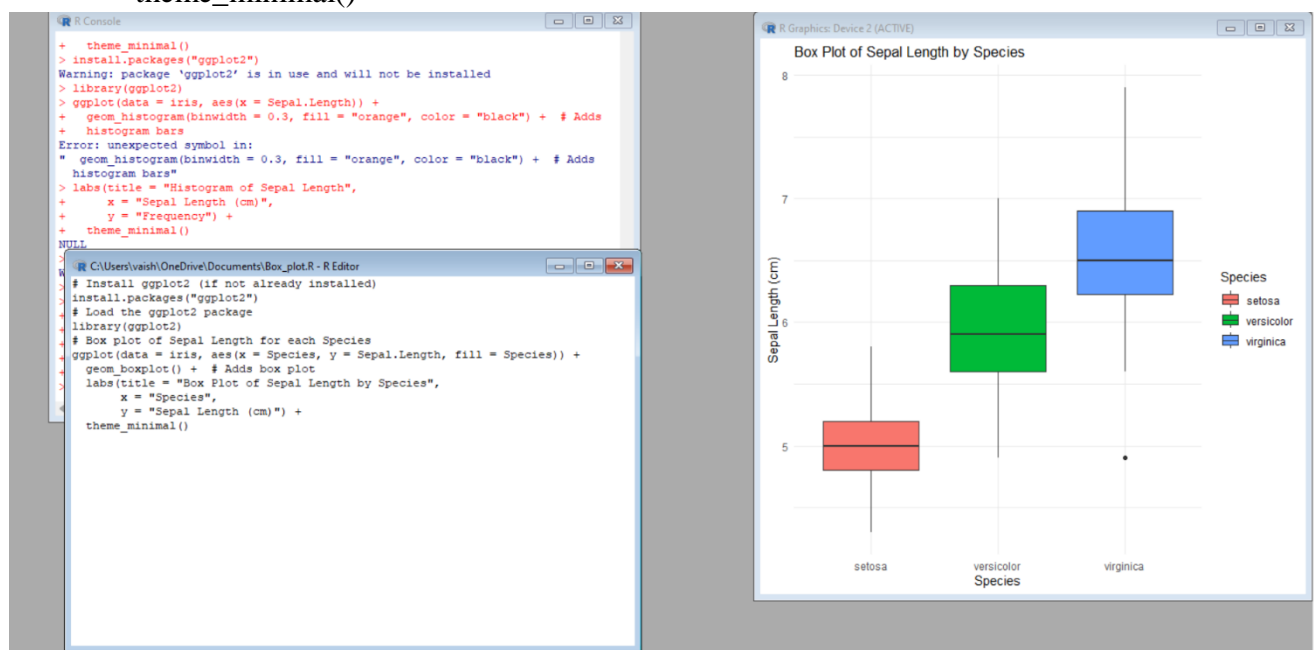 theme_minimal()
R Console
+   theme_minimal()
> install.packages("ggplot2")
Warning: package ‘ggplot2’ is in use and will not be installed
> library(ggplot2)
> ggplot(data = iris, aes(x = Sepal.Length)) +
+   geom_histogram(binwidth = 0.3, fill = "orange", color = "black") +  # Adds
+   histogram bars
Error: unexpected symbol in:
"  geom_histogram(binwidth = 0.3, fill = "orange", color = "black") +  # Adds
  histogram bars"
> labs(title = "Histogram of Sepal Length",
+      x = "Sepal Length (cm)",
+      y = "Frequency") +
+   theme_minimal()
NULL
C:\Users\vaish\OneDrive\Documents\Box_plot.R - R Editor
# Install ggplot2 (if not already installed)
install.packages("ggplot2")
# Load the ggplot2 package
library(ggplot2)
# Box plot of Sepal Length for each Species
ggplot(data = iris, aes(x = Species, y = Sepal.Length, fill = Species)) +
  geom_boxplot() +  # Adds box plot
  labs(title = "Box Plot of Sepal Length by Species",
       x = "Species",
       y = "Sepal Length (cm)") +
  theme_minimal()
R Graphics: Device 2 (ACTIVE)
Box Plot of Sepal Length by Species
8
7
6
5
Sepal Length (cm)
setosa versicolor virginica
Species
Species
setosa
versicolor
virginica